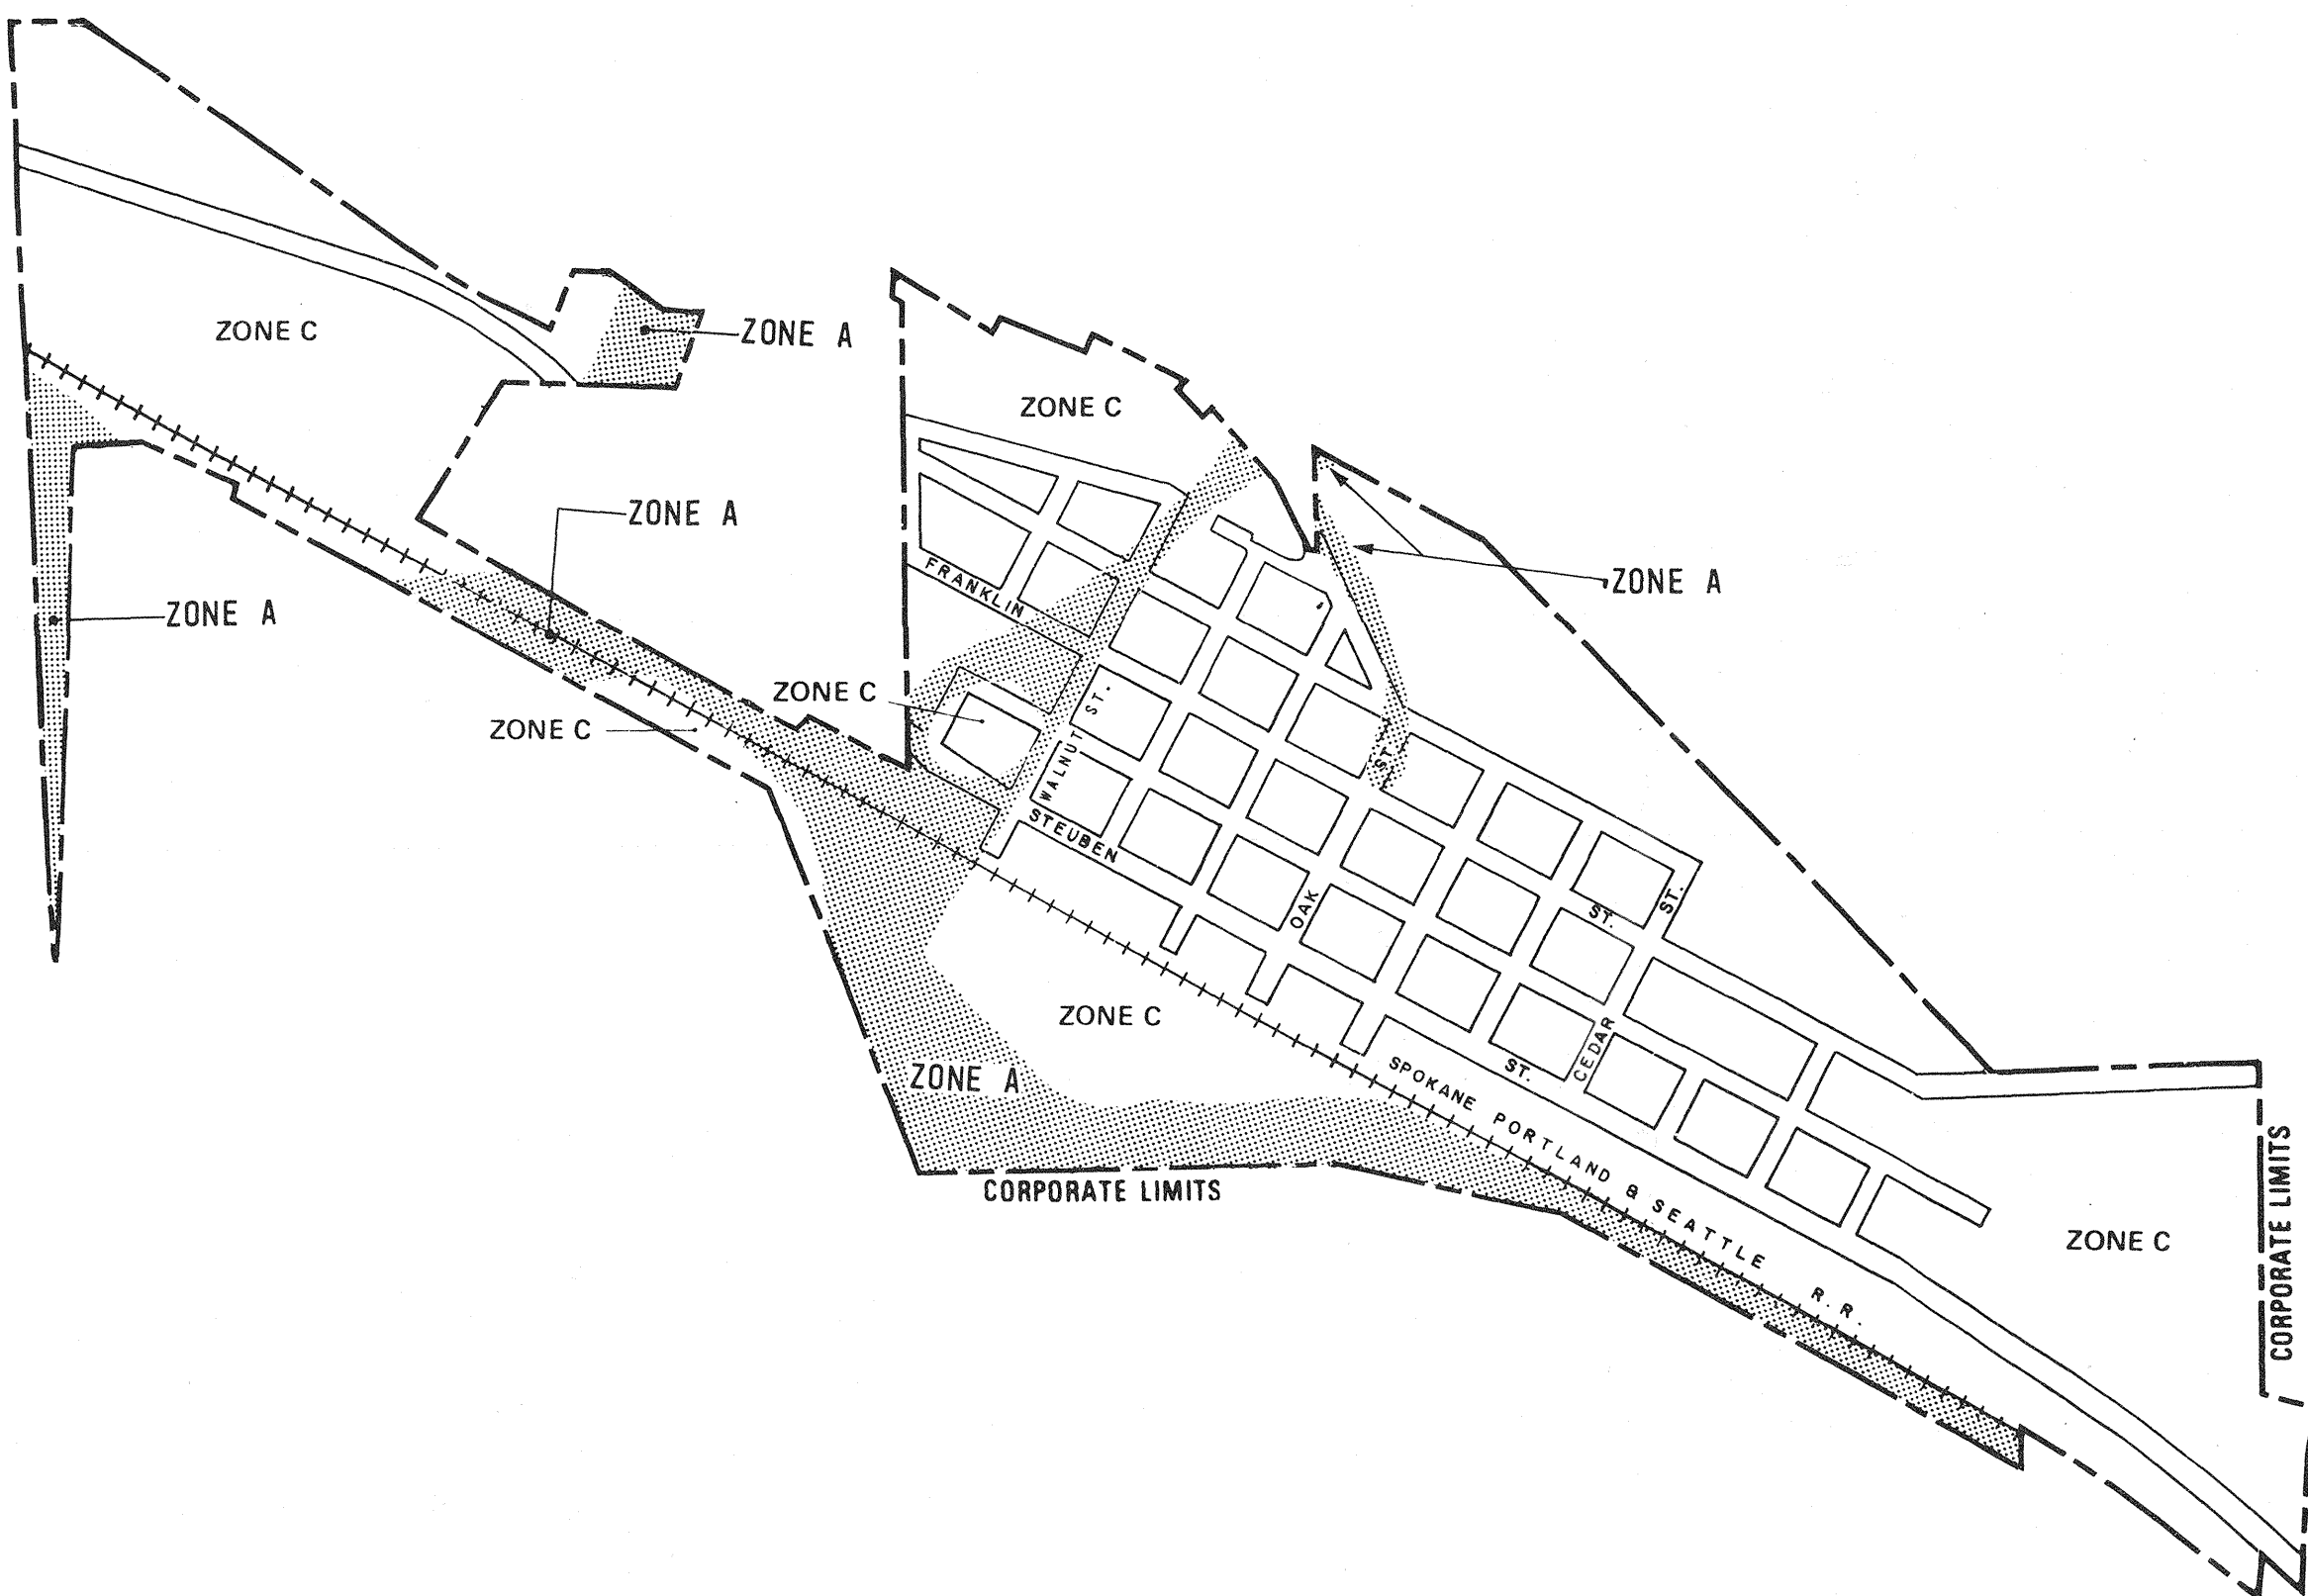 ZONE C
ZONE A
ZONE C
ZONE A
ZONE A
ZONE A
FRANKLIN
ZONE C
ZONE C
WALNUT ST.
ST.
STEUBEN
OAK
ST.
ST.
ZONE C
CEDAR
ST.
ZONE A
SPOKANE PORTLAND & SEATTLE R.R.
CORPORATE LIMITS
ZONE C
CORPORATE LIMITS